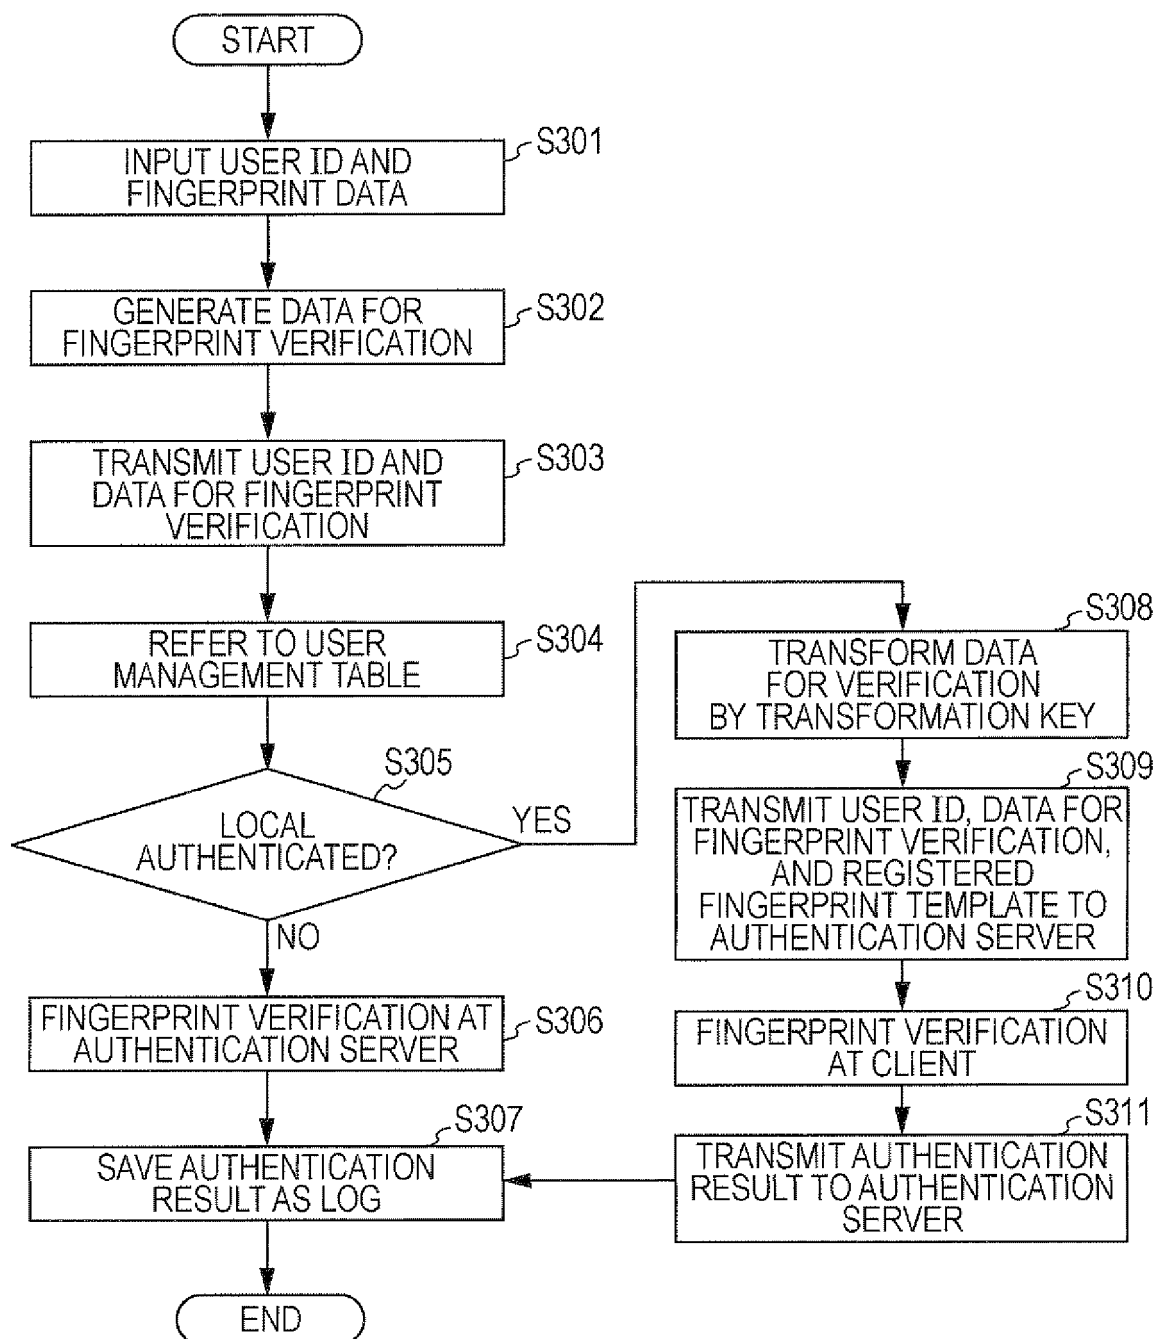 START
S301
INPUT USER ID AND
FINGERPRINT DATA
S302
GENERATE DATA FOR
FINGERPRINT VERIFICATION
S303
TRANSMIT USER ID AND
DATA FOR FINGERPRINT
VERIFICATION
S304
REFER TO USER
MANAGEMENT TABLE
S305
LOCAL
AUTHENTICATED?
YES
NO
S306
FINGERPRINT VERIFICATION AT
AUTHENTICATION SERVER
S307
SAVE AUTHENTICATION
RESULT AS LOG
END
S308
TRANSFORM DATA
FOR VERIFICATION
BY TRANSFORMATION KEY
S309
TRANSMIT USER ID, DATA FOR
FINGERPRINT VERIFICATION,
AND REGISTERED
FINGERPRINT TEMPLATE TO
AUTHENTICATION SERVER
S310
FINGERPRINT VERIFICATION
AT CLIENT
S311
TRANSMIT AUTHENTICATION
RESULT TO AUTHENTICATION
SERVER